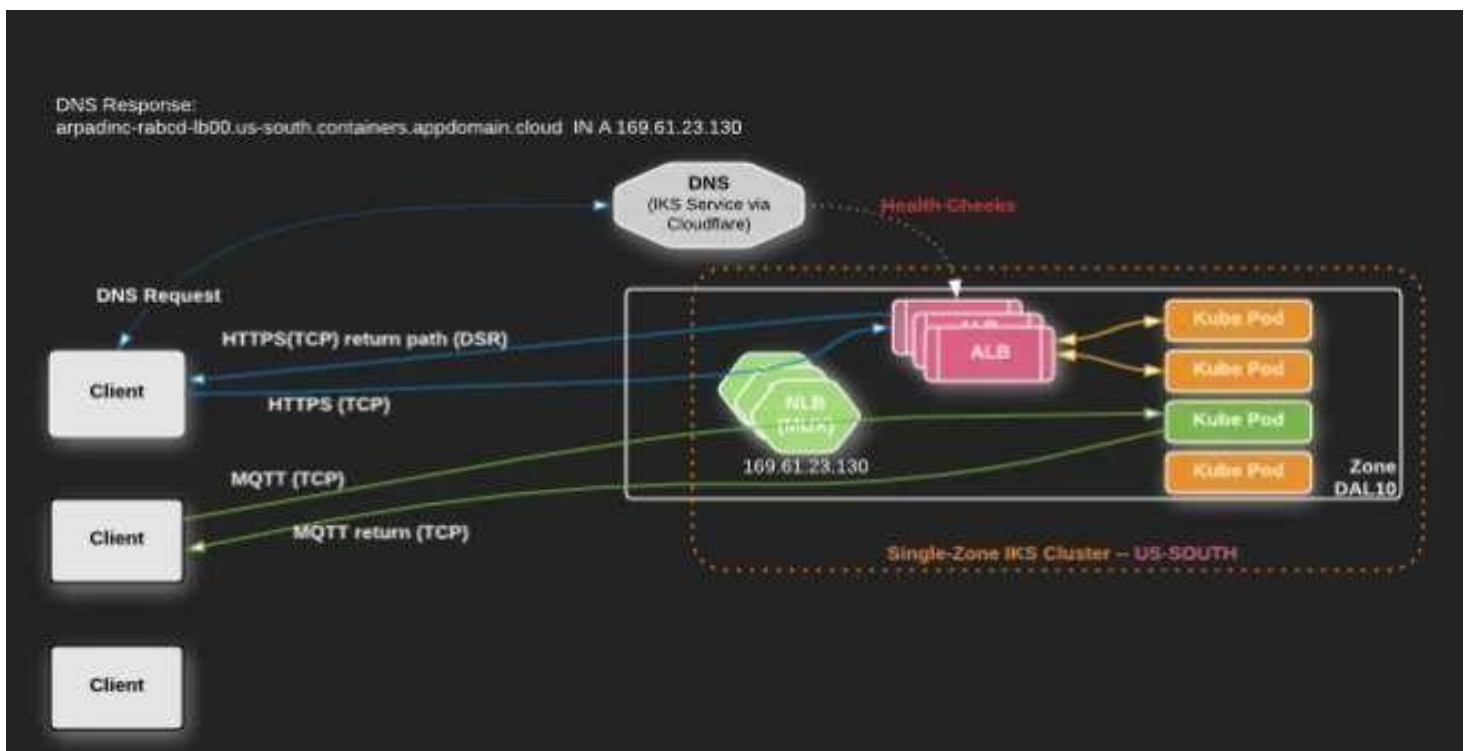 DNS Response:
arpadinc-rabcd-lb00.us-south.containers.appdomain.cloud IN A 169.61.23.130
DNS
(IKS Service via
Cloudflare)
Health Checks
DNS Request
HTTPS(TCP) return path (DSR)
HTTPS (TCP)
Client
ALB
ALB
Kube Pod
Kube Pod
Kube Pod
Kube Pod
NLB
(MUX)
169.61.23.130
Zone
DAL10
MQTT (TCP)
Client
MQTT return (TCP)
Single-Zone IKS Cluster -- US-SOUTH
Client